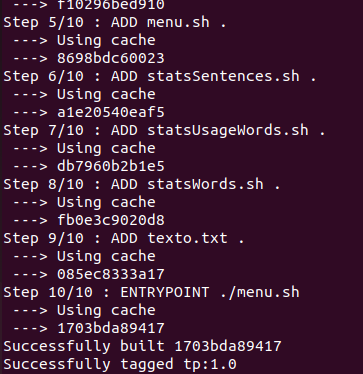 ---> f10296bed910
Step 5/10 : ADD menu.sh .
---> Using cache
---> 8698bdc60023
Step 6/10 : ADD statsSentences.sh .
---> Using cache
---> a1e20540eaf5
Step 7/10 : ADD statsUsageWords.sh .
---> Using cache
---> db7960b2b1e5
Step 8/10 : ADD statsWords.sh .
---> Using cache
---> fb0e3c9020d8
Step 9/10 : ADD texto.txt .
---> Using cache
---> 085ec8333a17
Step 10/10 : ENTRYPOINT ./menu.sh
---> Using cache
---> 1703bda89417
Successfully built 1703bda89417
Successfully tagged tp:1.0